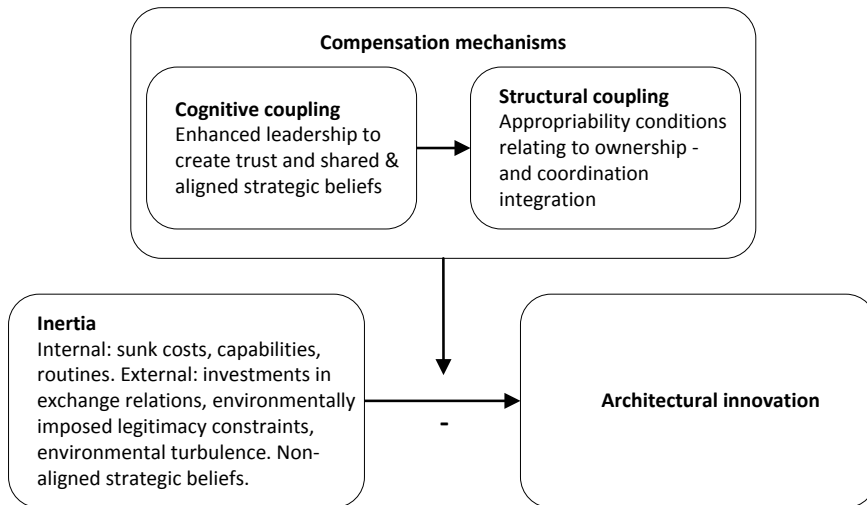 Compensation mechanisms
Cognitive coupling
Enhanced leadership to
create trust and shared &
aligned strategic beliefs
Structural coupling
Appropriability conditions
relating to ownership -
and coordination
integration
Inertia
Internal: sunk costs, capabilities,
routines. External: investments in
exchange relations, environmentally
imposed legitimacy constraints,
environmental turbulence. Non-
aligned strategic beliefs.
-
Architectural innovation